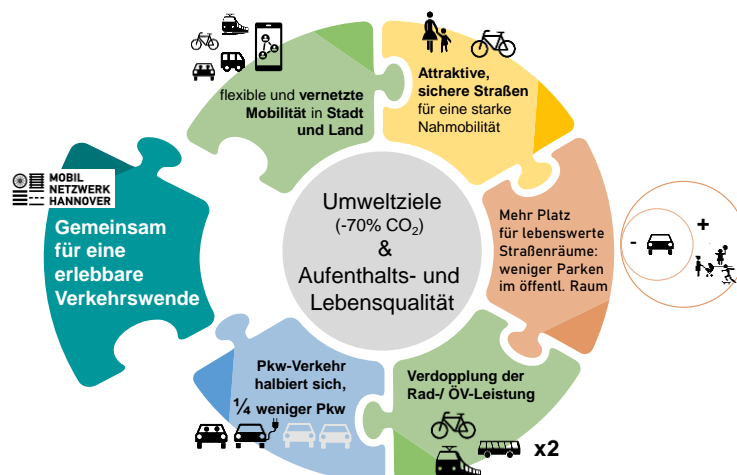 flexible und vernetzte
Mobilität in Stadt
und Land
Attraktive,
sichere Straßen
für eine starke
Nahmobilität
MOBIL
NETZWERK
HANNOVER
Gemeinsam
für eine
erlebbare
Verkehrswende
Umweltziele
(-70% CO₂)
&
Aufenthalts- und
Lebensqualität
Mehr Platz
für lebenswerte
Straßenräume:
weniger Parken
im öffentl. Raum
- +
Pkw-Verkehr
halbiert sich,
¼ weniger Pkw
Verdopplung der
Rad-/ ÖV-Leistung
x2